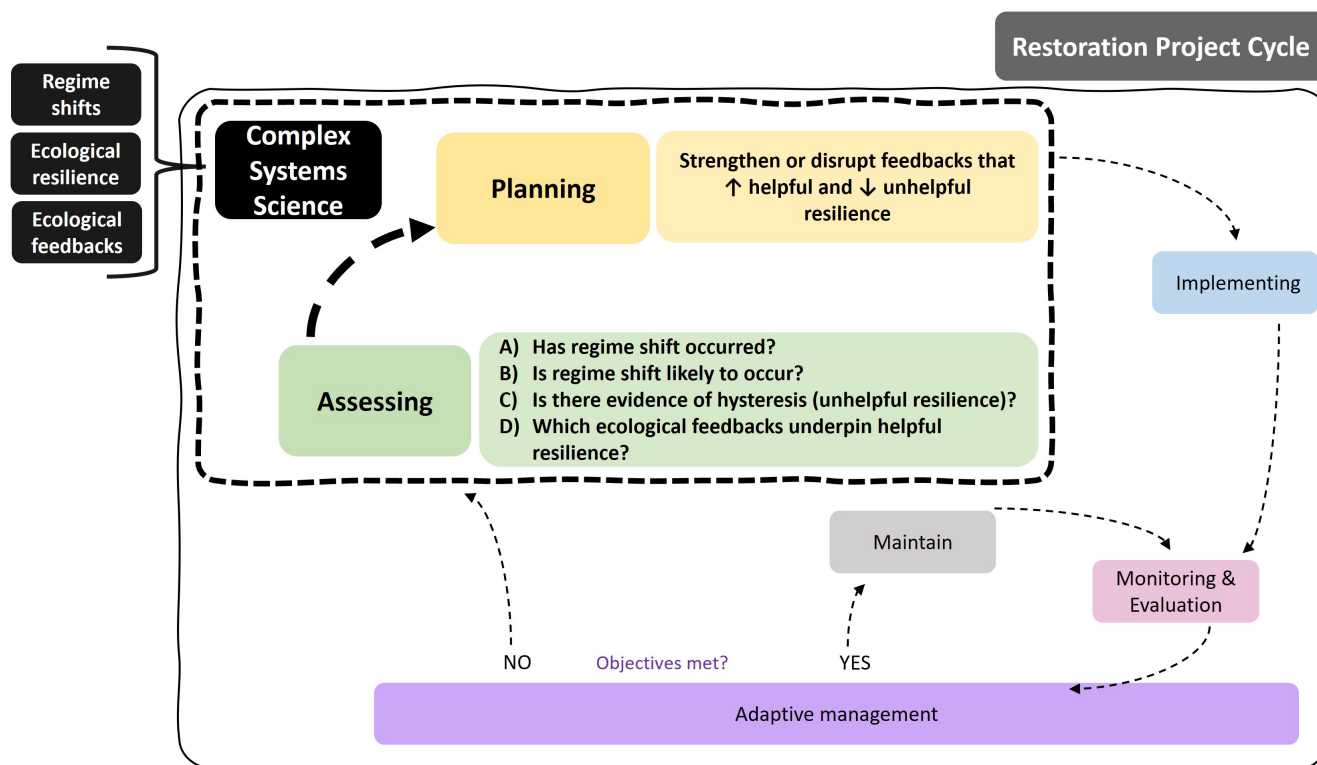 Restoration Project Cycle
Regime
shifts
Ecological
resilience
Ecological
feedbacks
Complex
Systems
Science
Planning
Strengthen or disrupt feedbacks that
↑ helpful and ↓ unhelpful
resilience
Implementing
Assessing
A) Has regime shift occurred?
B) Is regime shift likely to occur?
C) Is there evidence of hysteresis (unhelpful resilience)?
D) Which ecological feedbacks underpin helpful
resilience?
Maintain
Monitoring &
Evaluation
NO
Objectives met?
YES
Adaptive management